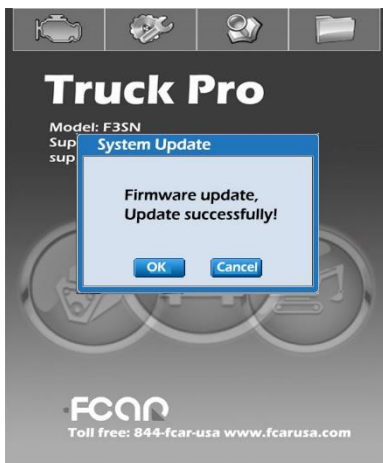 Truck Pro
Model: F3SN
Sup
sup
System Update
Firmware update,
Update successfully!
OK
Cancel
FCAR
Toll free: 844-fcar-usa www.fcarusa.com